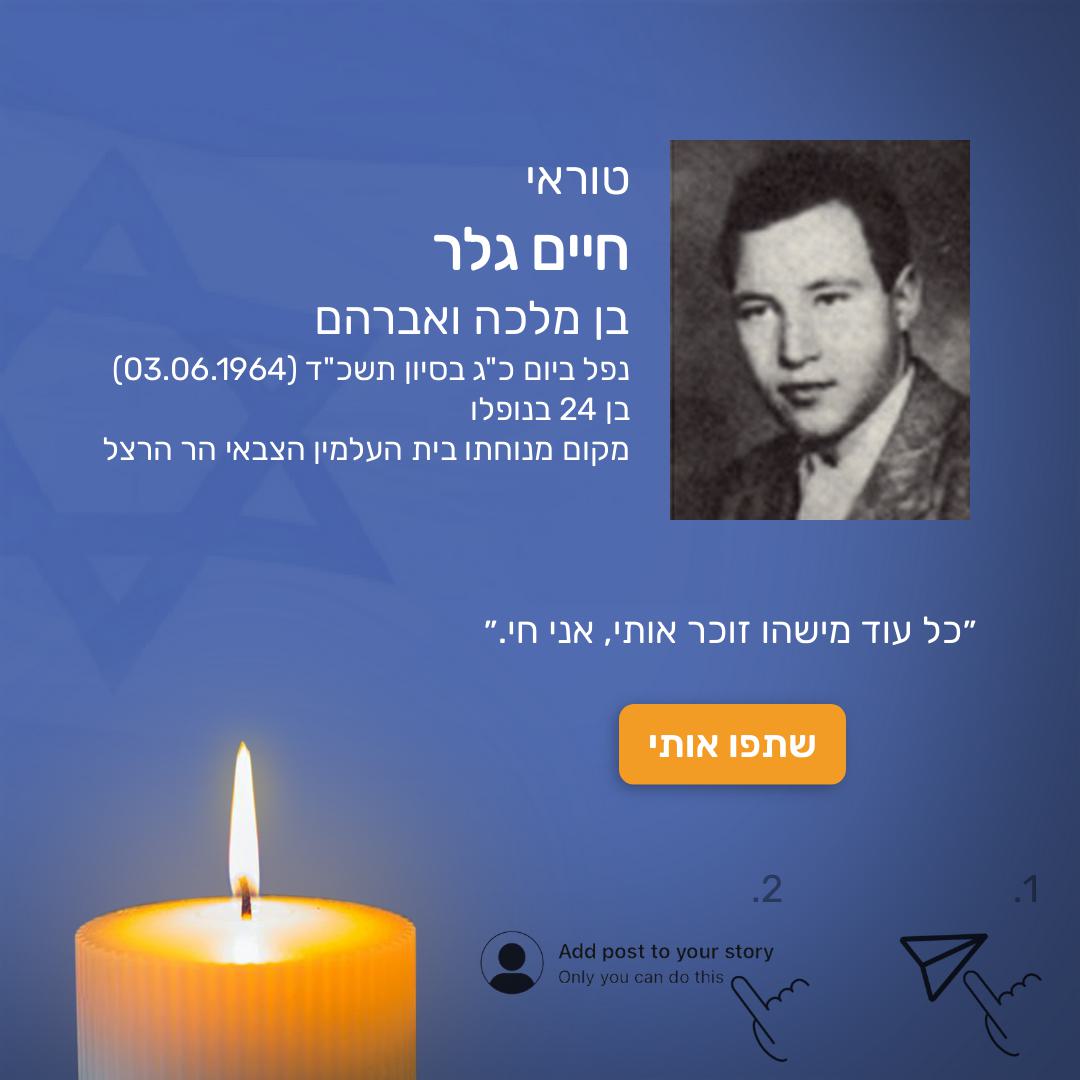 טוראי
חיים גלר
בן מלכה ואברהם
נפל ביום כ"ג בסיון תשכ"ד (03.06.1964)
בן 24 בנופלו
מקום מנוחתו בית העלמין הצבאי הר הרצל
״כל עוד מישהו זוכר אותי, אני חי.״
שתפו אותי
.1
.2
Add post to your story
Only you can do this